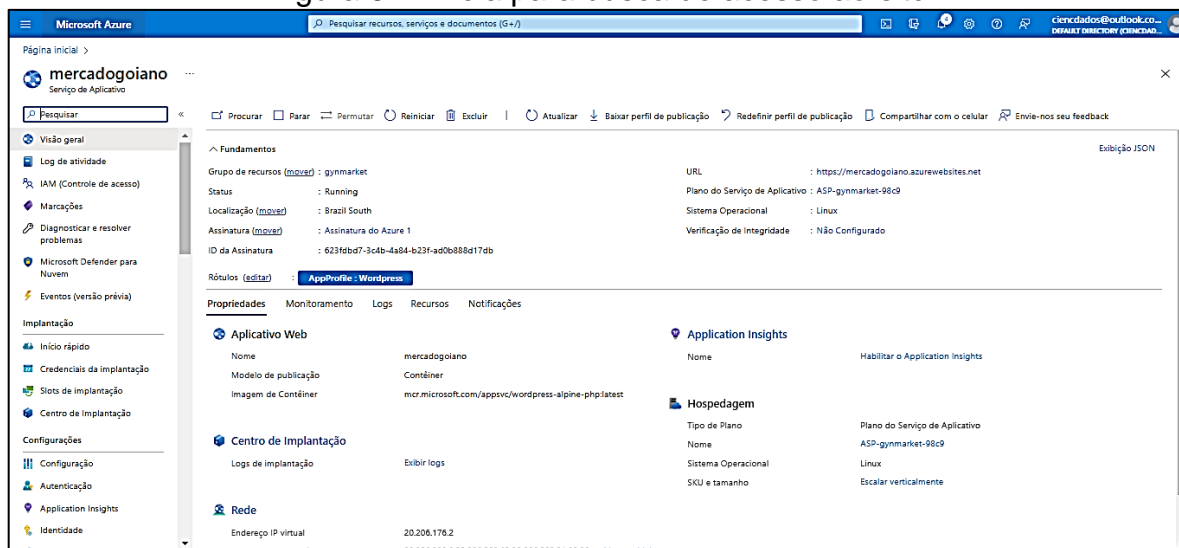 Microsoft Azure
Pesquisar recursos, serviços e documentos (G+/)
4
ciencdados@outlook.co...
DEFAULT DIRECTORY (CIENCDAD...
Página inicial >
mercadogoiano ...
Serviço de Aplicativo
Pesquisar «
Procurar Parar Permutar Reiniciar Excluir | Atualizar Baixar perfil de publicação Redefinir perfil de publicação Compartilhar com o celular Envie-nos seu feedback
Visão geral
Log de atividade
IAM (Controle de acesso)
Marcações
Diagnosticar e resolver
problemas
Microsoft Defender para
Nuvem
Eventos (versão prévia)
Implantação
Início rápido
Credenciais da implantação
Slots de implantação
Centro de Implantação
Configurações
Configuração
Autenticação
Application Insights
Identidade
Fundamentos
Exibição JSON
Grupo de recursos (mover) : gynmarket
Status : Running
Localização (mover) : Brazil South
Assinatura (mover) : Assinatura do Azure 1
ID da Assinatura : 623fdbd7-3c4b-4a84-b23f-ad0b888d17db
URL : https://mercadogoiano.azurewebsites.net
Plano do Serviço de Aplicativo : ASP-gynmarket-98c9
Sistema Operacional : Linux
Verificação de Integridade : Não Configurado
Rótulos (editar) : AppProfile : Wordpress
Propriedades Monitoramento Logs Recursos Notificações
Aplicativo Web
Nome mercadogoiano
Modelo de publicação Contêiner
Imagem de Contêiner mcr.microsoft.com/appsvc/wordpress-alpine-php:latest
Centro de Implantação
Logs de implantação Exibir logs
Rede
Endereço IP virtual 20.206.176.2
Application Insights
Nome Habilitar o Application Insights
Hospedagem
Tipo de Plano Plano do Serviço de Aplicativo
Nome ASP-gynmarket-98c9
Sistema Operacional Linux
SKU e tamanho Escalar verticalmente